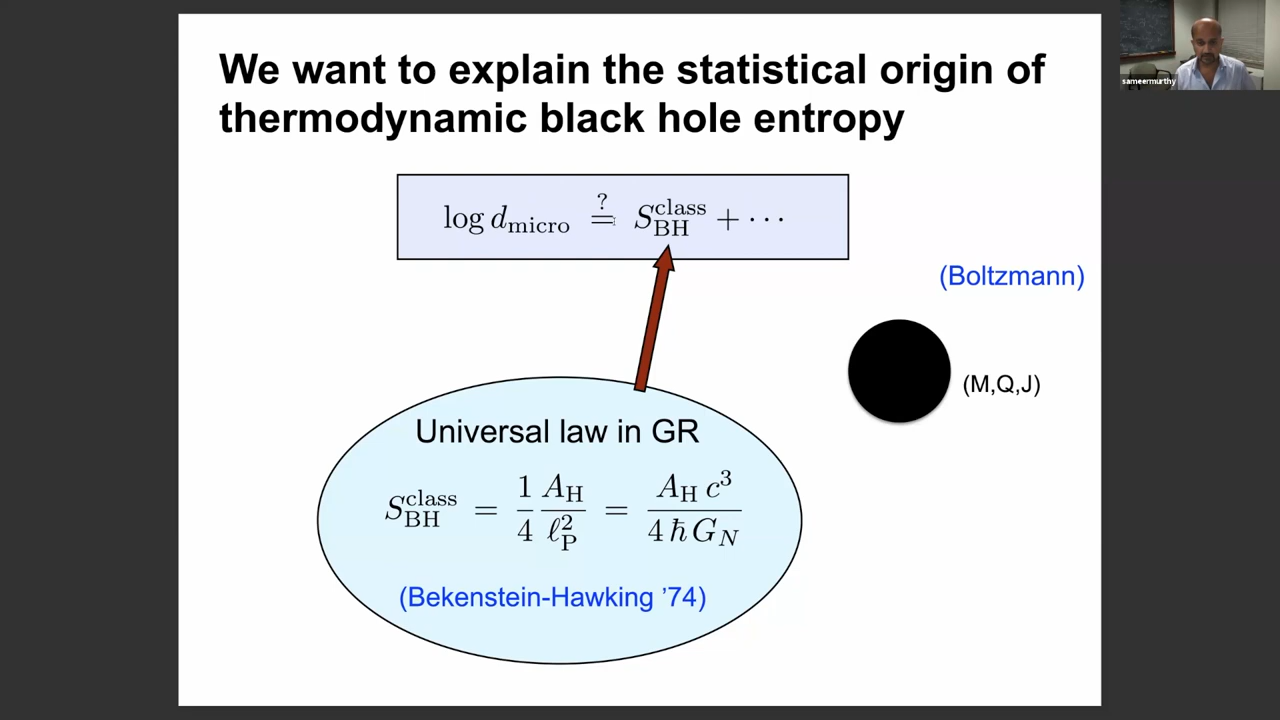 We want to explain the statistical origin of
thermodynamic black hole entropy
sameermurthy
log d_micro ≟ S_BH^class + ⋯
(Boltzmann)
(M,Q,J)
Universal law in GR
S_BH^class = 1/4 A_H/ℓ_P^2 = A_H c^3/4 ħ G_N
(Bekenstein-Hawking ’74)